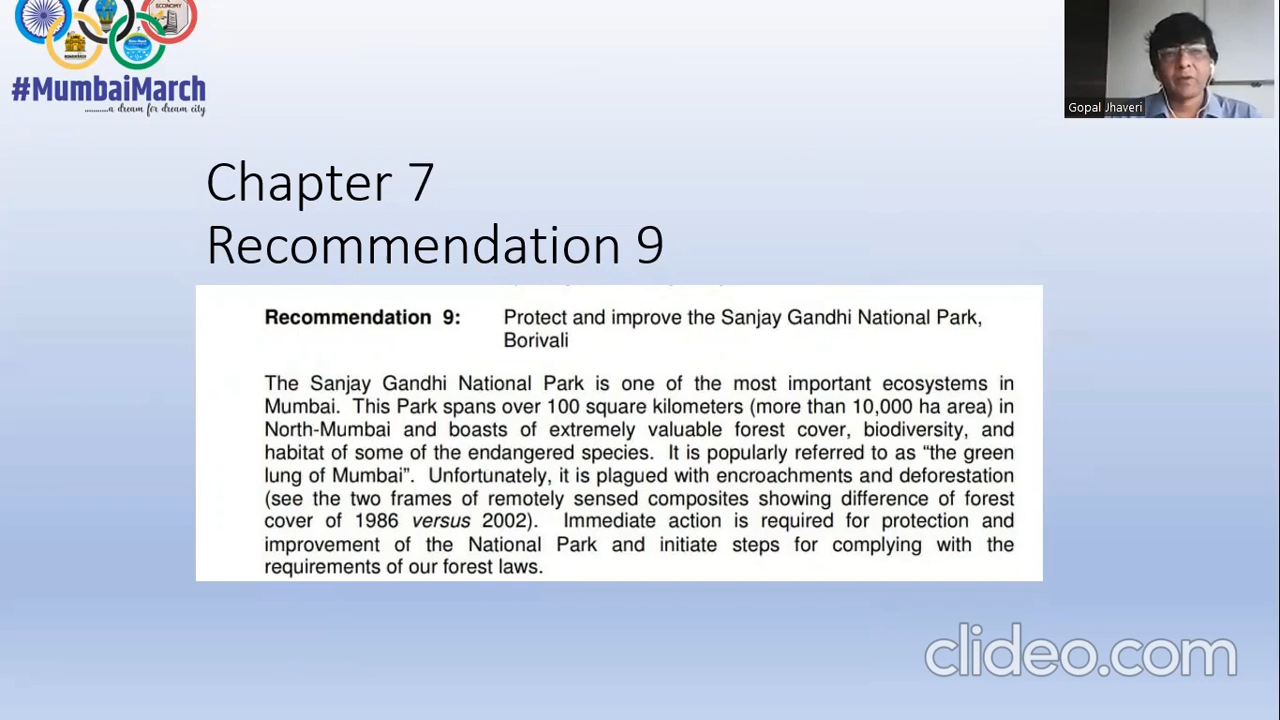 ECONOMY
#MumbaiMarch
..........a dream for dream city
Gopal Jhaveri
Chapter 7
Recommendation 9
Recommendation 9: Protect and improve the Sanjay Gandhi National Park,
Borivali
The Sanjay Gandhi National Park is one of the most important ecosystems in
Mumbai. This Park spans over 100 square kilometers (more than 10,000 ha area) in
North-Mumbai and boasts of extremely valuable forest cover, biodiversity, and
habitat of some of the endangered species. It is popularly referred to as “the green
lung of Mumbai”. Unfortunately, it is plagued with encroachments and deforestation
(see the two frames of remotely sensed composites showing difference of forest
cover of 1986 versus 2002). Immediate action is required for protection and
improvement of the National Park and initiate steps for complying with the
requirements of our forest laws.
clideo.com